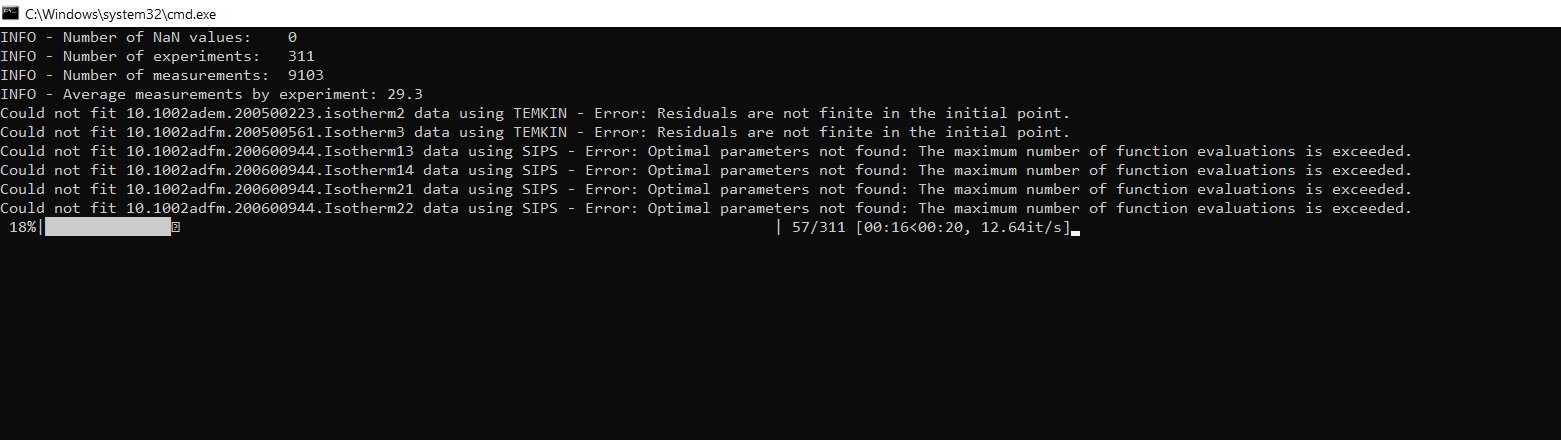 C:\Windows\system32\cmd.exe
INFO - Number of NaN values:    0
INFO - Number of experiments:   311
INFO - Number of measurements:  9103
INFO - Average measurements by experiment: 29.3
Could not fit 10.1002adem.200500223.isotherm2 data using TEMKIN - Error: Residuals are not finite in the initial point.
Could not fit 10.1002adfm.200500561.Isotherm3 data using TEMKIN - Error: Residuals are not finite in the initial point.
Could not fit 10.1002adfm.200600944.Isotherm13 data using SIPS - Error: Optimal parameters not found: The maximum number of function evaluations is exceeded.
Could not fit 10.1002adfm.200600944.Isotherm14 data using SIPS - Error: Optimal parameters not found: The maximum number of function evaluations is exceeded.
Could not fit 10.1002adfm.200600944.Isotherm21 data using SIPS - Error: Optimal parameters not found: The maximum number of function evaluations is exceeded.
Could not fit 10.1002adfm.200600944.Isotherm22 data using SIPS - Error: Optimal parameters not found: The maximum number of function evaluations is exceeded.
18%| | 57/311 [00:16<00:20, 12.64it/s]